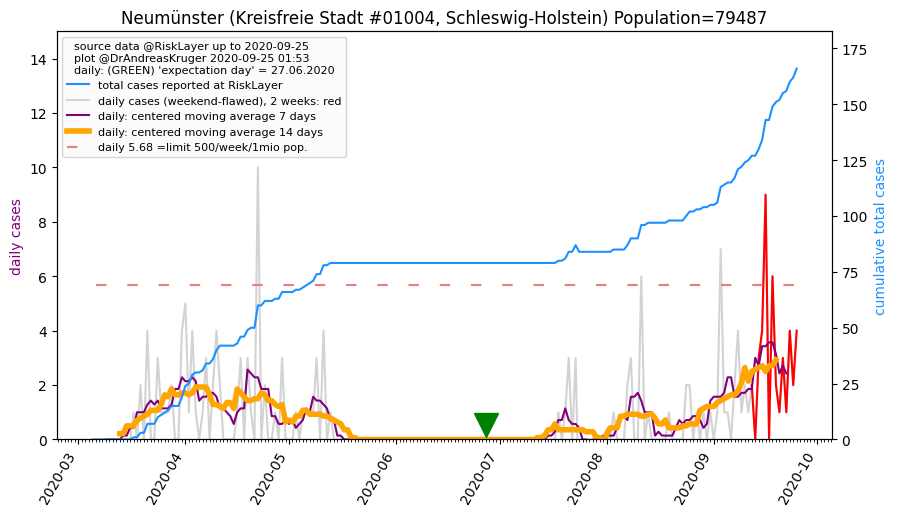 Neumünster (Kreisfreie Stadt #01004, Schleswig-Holstein) Population=79487
source data @RiskLayer up to 2020-09-25
plot @DrAndreasKruger 2020-09-25 01:53
daily: (GREEN) 'expectation day' = 27.06.2020
total cases reported at RiskLayer
daily cases (weekend-flawed), 2 weeks: red
daily: centered moving average 7 days
daily: centered moving average 14 days
daily 5.68 =limit 500/week/1mio pop.
daily cases
14
12
10
8
6
4
2
0
cumulative total cases
175
150
125
100
75
50
25
0
2020-03
2020-04
2020-05
2020-06
2020-07
2020-08
2020-09
2020-10